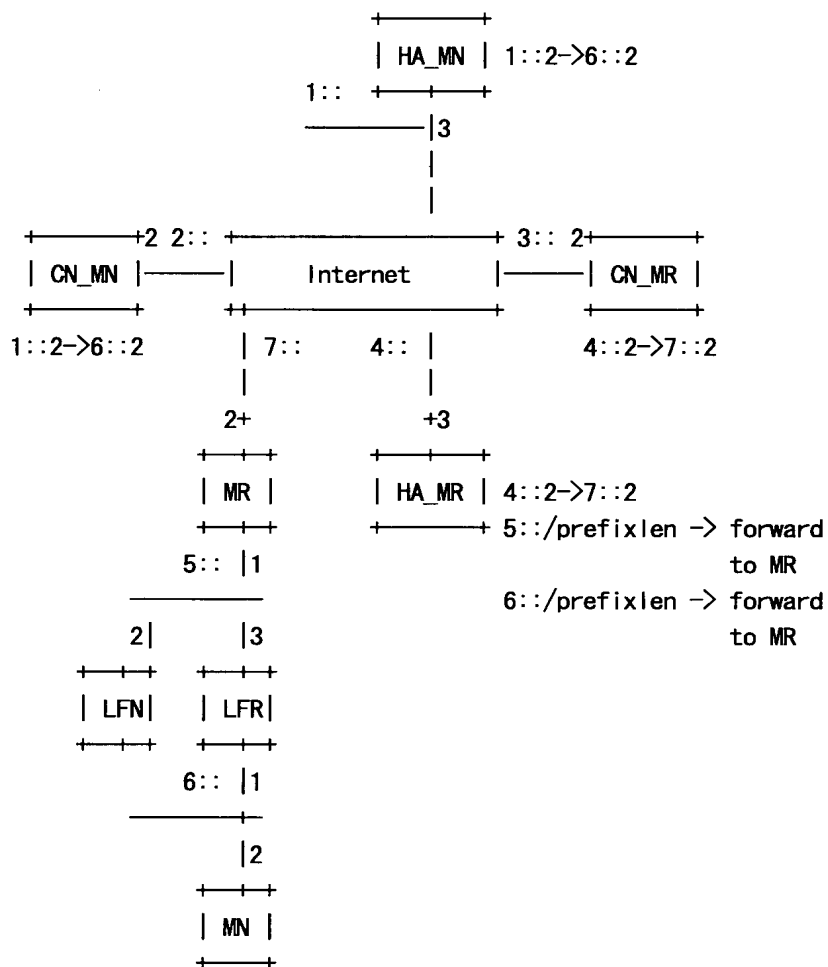 HA_MN 1::2->6::2
1::
3
2 2:: 3:: 2
CN_MN Internet CN_MR
1::2->6::2 7:: 4:: 4::2->7::2
2 3
MR HA_MR 4::2->7::2
5::/prefixlen -> forward
5:: 1 to MR
6::/prefixlen -> forward
2 3 to MR
LFN LFR
6:: 1
2
MN